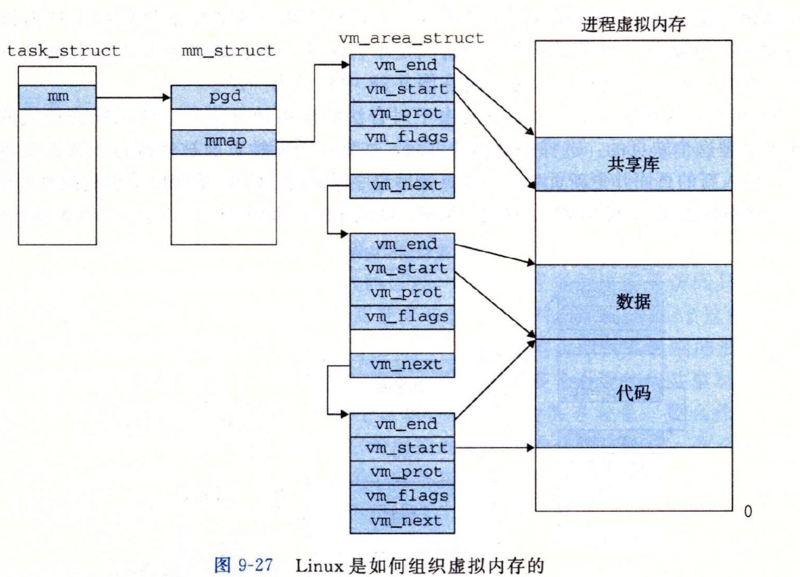 task_struct
mm
mm_struct
pgd
mmap
vm_area_struct
vm_end
vm_start
vm_prot
vm_flags
vm_next
vm_end
vm_start
vm_prot
vm_flags
vm_next
vm_end
vm_start
vm_prot
vm_flags
vm_next
进程虚拟内存
共享库
数据
代码
0
图 9-27 Linux 是如何组织虚拟内存的